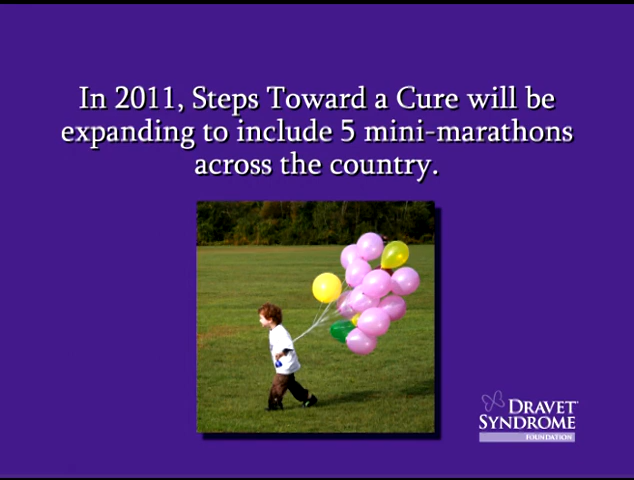 In 2011, Steps Toward a Cure will be
expanding to include 5 mini-marathons
across the country.
DRAVET
SYNDROME
FOUNDATION